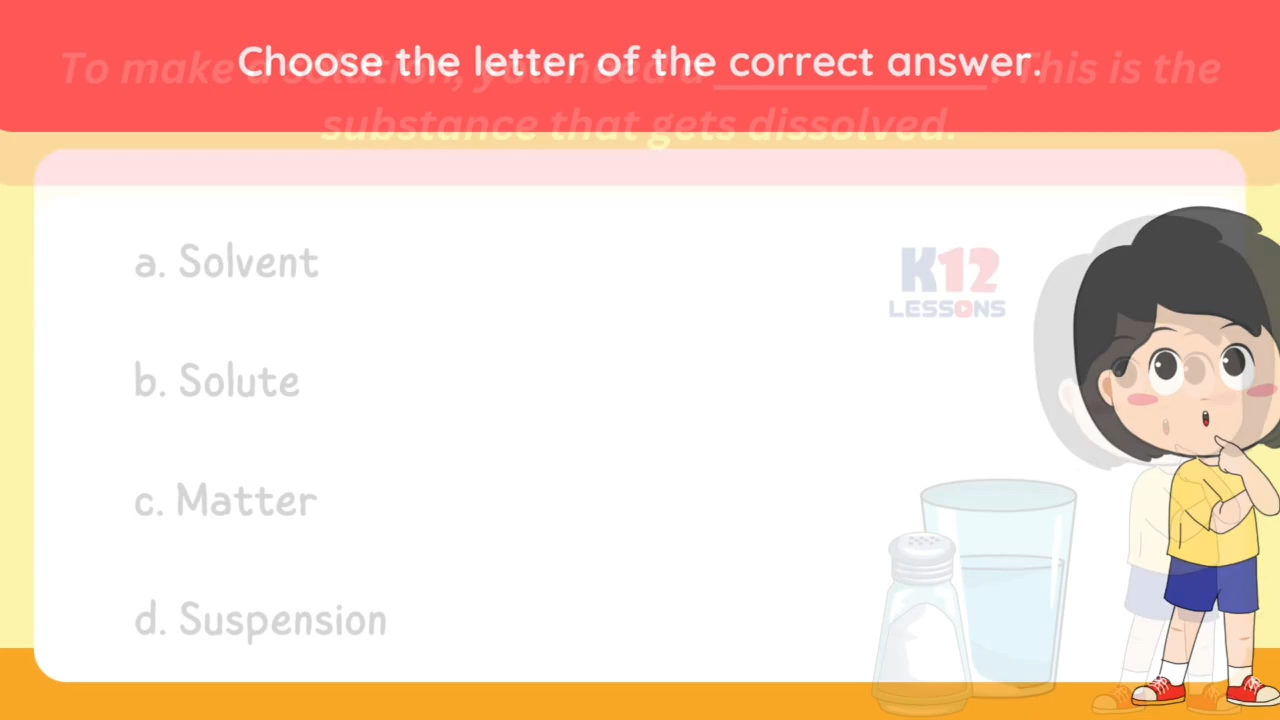 Choose the letter of the correct answer.
To make a solution, you need a ____________. This is the
substance that gets dissolved.
a. Solvent
K12
LESSONS
b. Solute
c. Matter
d. Suspension